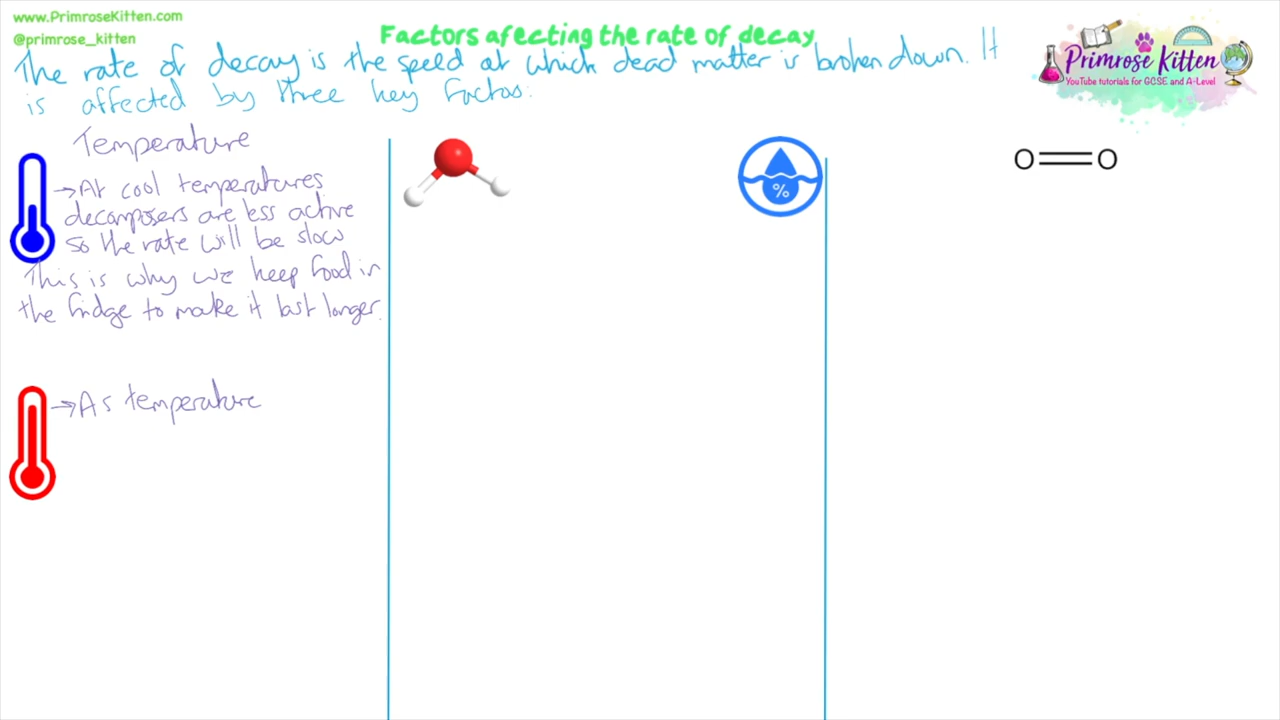 www.PrimroseKitten.com
@primrose_kitten
Factors afecting the rate of decay
Primrose Kitten
YouTube tutorials for GCSE and A-Level
The rate of decay is the speed at which dead matter is broken down. It
is affected by three key factos:
Temperature
→At cool temperatures
decomposers are less active
so the rate will be slow
This is why we keep food in
the fridge to make it last longer.
→As temperature
%
O=O